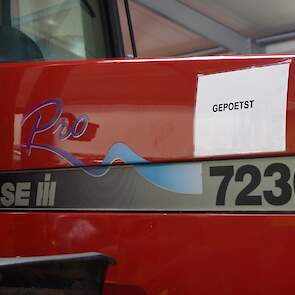 Pro
GEPOETST
SE III
723